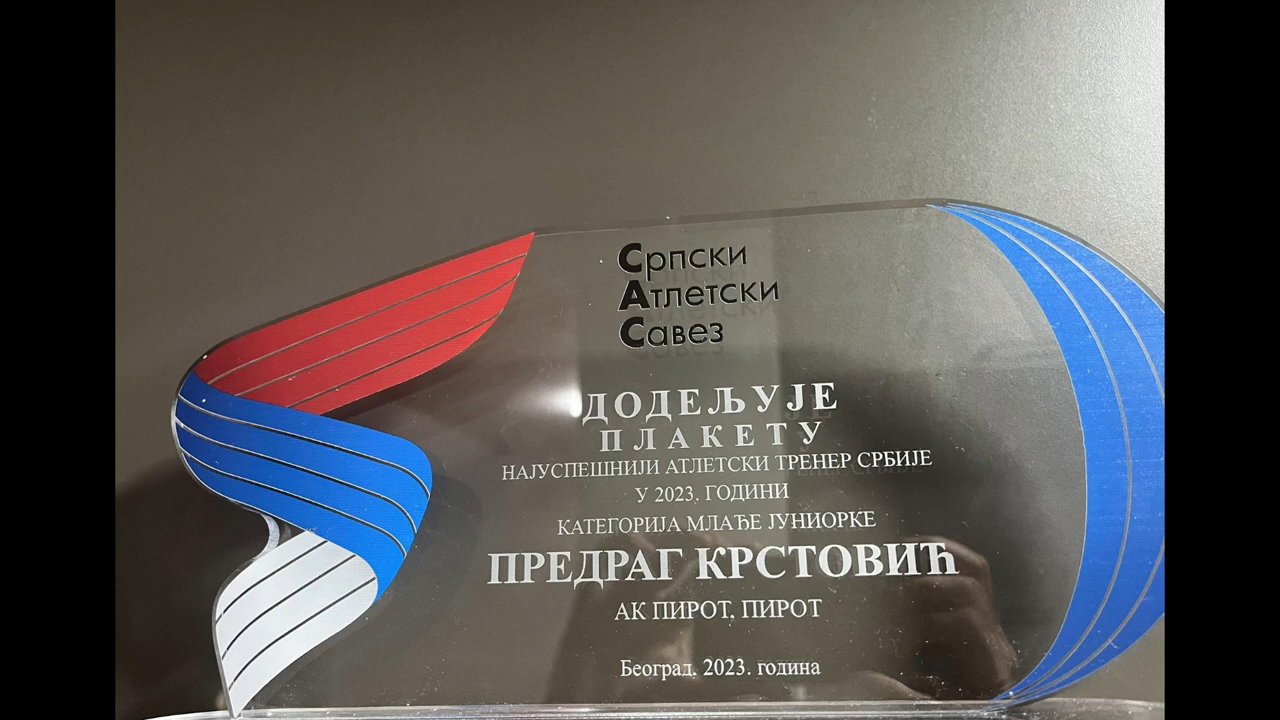 Српски
Атлетски
Савез
ДОДЕЉУЈЕ
ПЛАКЕТУ
НАЈУСПЕШНИЈИ АТЛЕТСКИ ТРЕНЕР СРБИЈЕ
У 2023. ГОДИНИ
КАТЕГОРИЈА МЛАЂЕ ЈУНИОРКЕ
ПРЕДРАГ КРСТОВИЋ
АК ПИРОТ, ПИРОТ
Београд, 2023. година